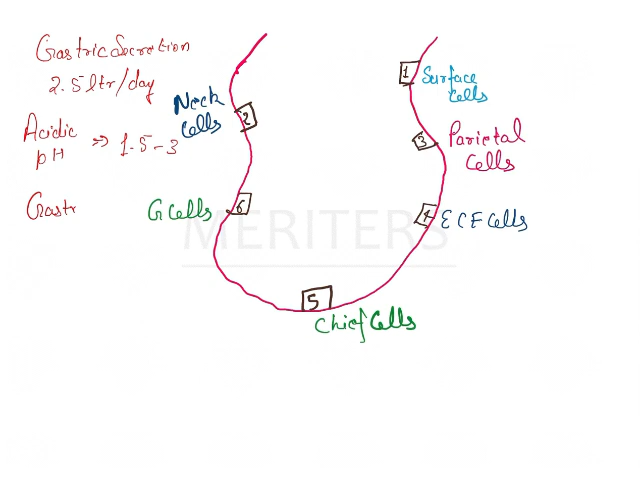 Gastric Secretion
2.5 ltr/day
Acidic
pH
⇒ 1.5-3
Gastr
Neck
Cells
2
G Cells
6
1
Surface
Cells
3
Parietal
Cells
4
ECF Cells
5
Chief Cells
MERITERS